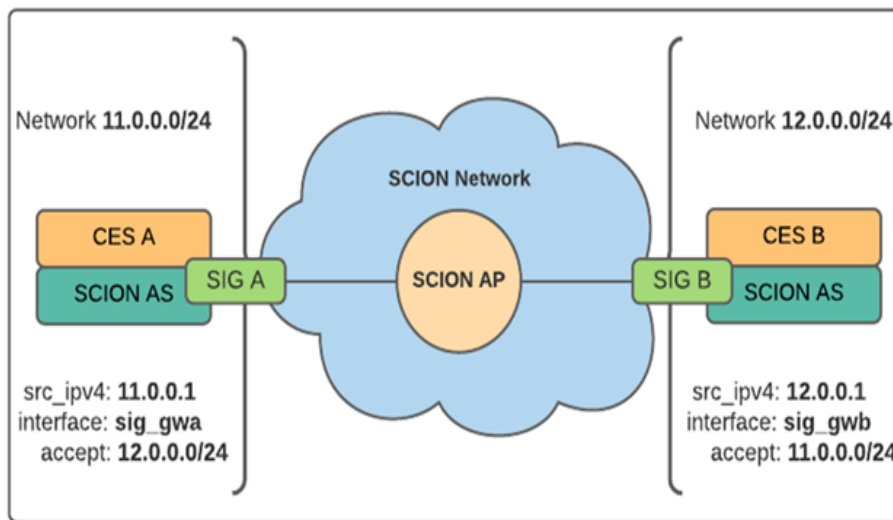 Network 11.0.0.0/24
Network 12.0.0.0/24
SCION Network
CES A
SCION AS
SIG A
SCION AP
SIG B
CES B
SCION AS
src_ipv4: 11.0.0.1
interface: sig_gwa
accept: 12.0.0.0/24
src_ipv4: 12.0.0.1
interface: sig_gwb
accept: 11.0.0.0/24